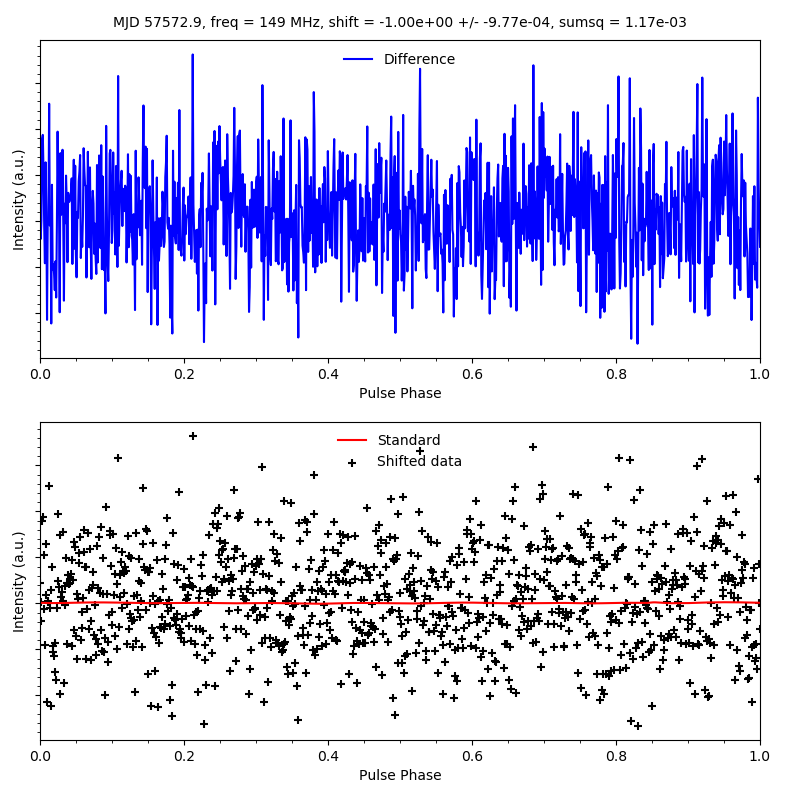 MJD 57572.9, freq = 149 MHz, shift = -1.00e+00 +/- -9.77e-04, sumsq = 1.17e-03
Difference
Intensity (a.u.)
0.0 0.2 0.4 0.6 0.8 1.0
Pulse Phase
Standard
Shifted data
Intensity (a.u.)
0.0 0.2 0.4 0.6 0.8 1.0
Pulse Phase